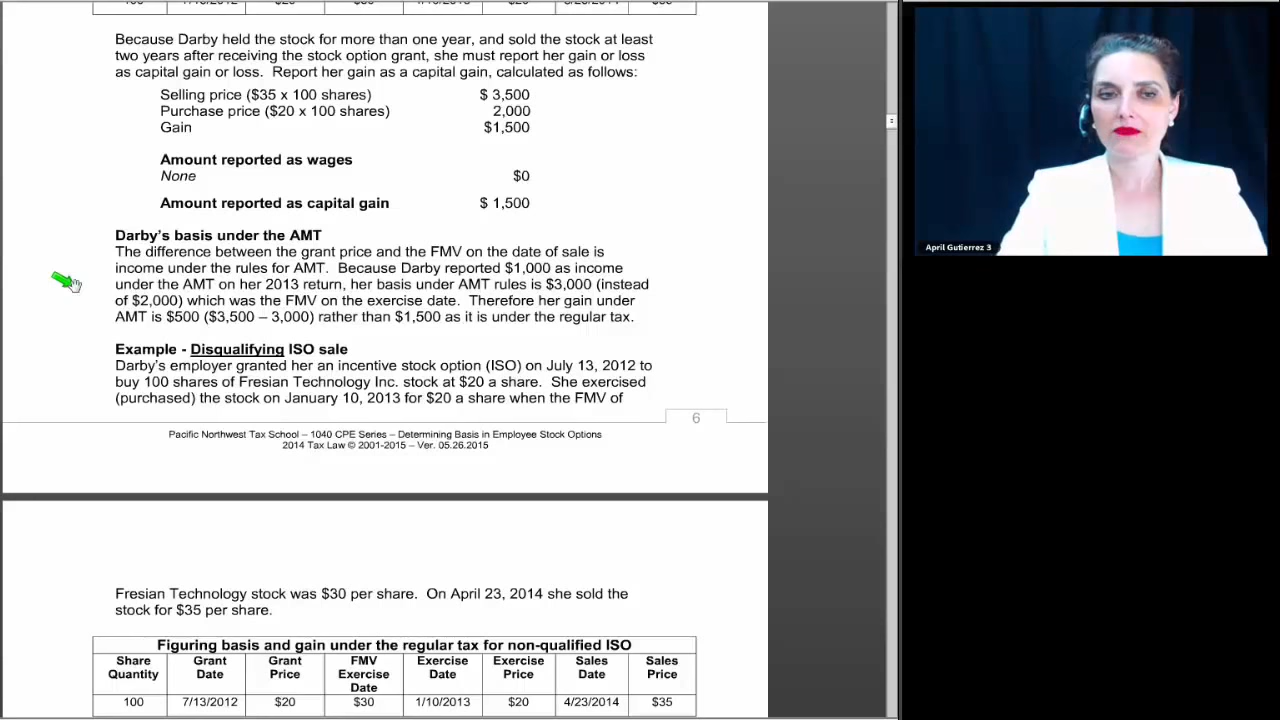 Because Darby held the stock for more than one year, and sold the stock at least
two years after receiving the stock option grant, she must report her gain or loss
as capital gain or loss. Report her gain as a capital gain, calculated as follows:
Selling price ($35 x 100 shares) $ 3,500
Purchase price ($20 x 100 shares) 2,000
Gain $1,500
Amount reported as wages
None $0
Amount reported as capital gain $ 1,500
Darby's basis under the AMT
The difference between the grant price and the FMV on the date of sale is
income under the rules for AMT. Because Darby reported $1,000 as income
under the AMT on her 2013 return, her basis under AMT rules is $3,000 (instead
of $2,000) which was the FMV on the exercise date. Therefore her gain under
AMT is $500 ($3,500 – 3,000) rather than $1,500 as it is under the regular tax.
Example - Disqualifying ISO sale
Darby's employer granted her an incentive stock option (ISO) on July 13, 2012 to
buy 100 shares of Fresian Technology Inc. stock at $20 a share. She exercised
(purchased) the stock on January 10, 2013 for $20 a share when the FMV of
6
Pacific Northwest Tax School – 1040 CPE Series – Determining Basis in Employee Stock Options
2014 Tax Law © 2001-2015 – Ver. 05.26.2015
Fresian Technology stock was $30 per share. On April 23, 2014 she sold the
stock for $35 per share.
Figuring basis and gain under the regular tax for non-qualified ISO
Share Quantity Grant Date Grant Price FMV Exercise Date Exercise Date Exercise Price Sales Date Sales Price
100 7/13/2012 $20 $30 1/10/2013 $20 4/23/2014 $35
April Gutierrez 3